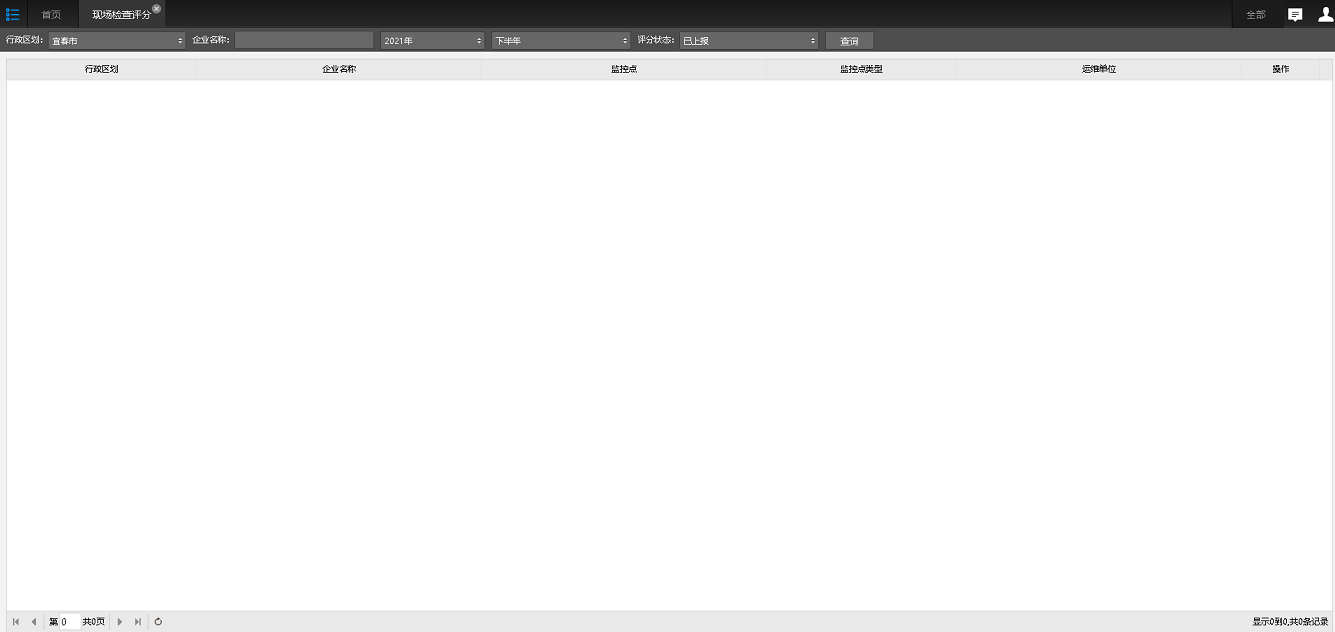 首页 现场检查评分 全部
行政区划: 宜春市 企业名称: 2021年 下半年 评分状态: 已上报 查询
行政区划 企业名称 监控点 监控点类型 运维单位 操作
第 0 共0页 显示0到0,共0条记录